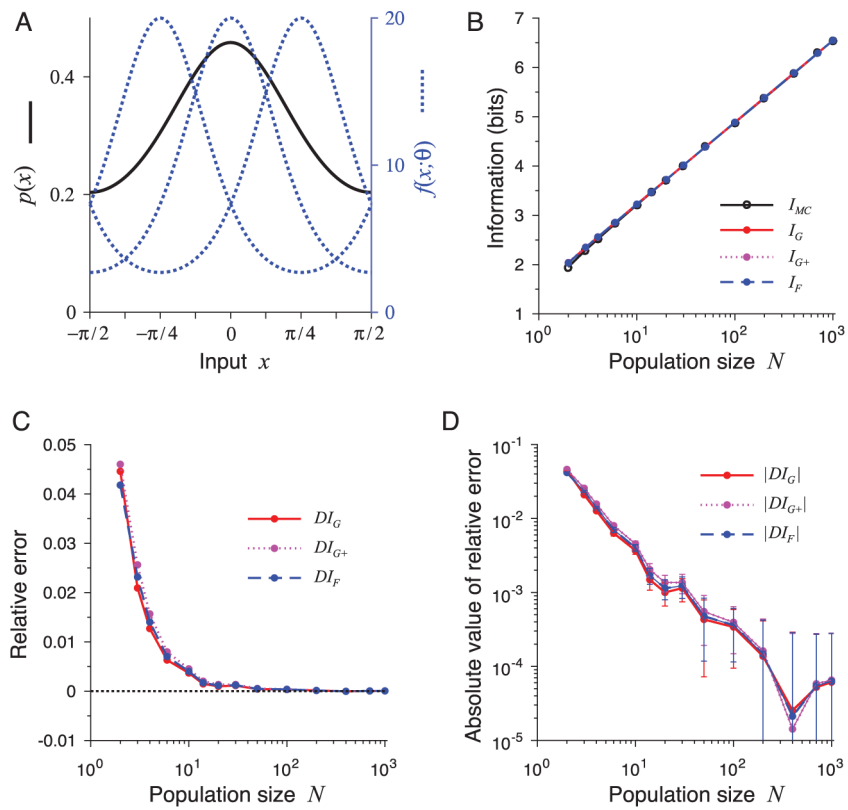 A
p(x)
0.4
0.2
0
20
10
0
f(x;θ)
−π/2
−π/4
0
π/4
π/2
Input x
B
Information (bits)
7
6
5
4
3
2
1
I_MC
I_G
I_G+
I_F
10^0
10^1
10^2
10^3
Population size N
C
Relative error
0.05
0.04
0.03
0.02
0.01
0
-0.01
DI_G
DI_G+
DI_F
10^0
10^1
10^2
10^3
Population size N
D
Absolute value of relative error
10^-1
10^-2
10^-3
10^-4
10^-5
|DI_G|
|DI_G+|
|DI_F|
10^0
10^1
10^2
10^3
Population size N